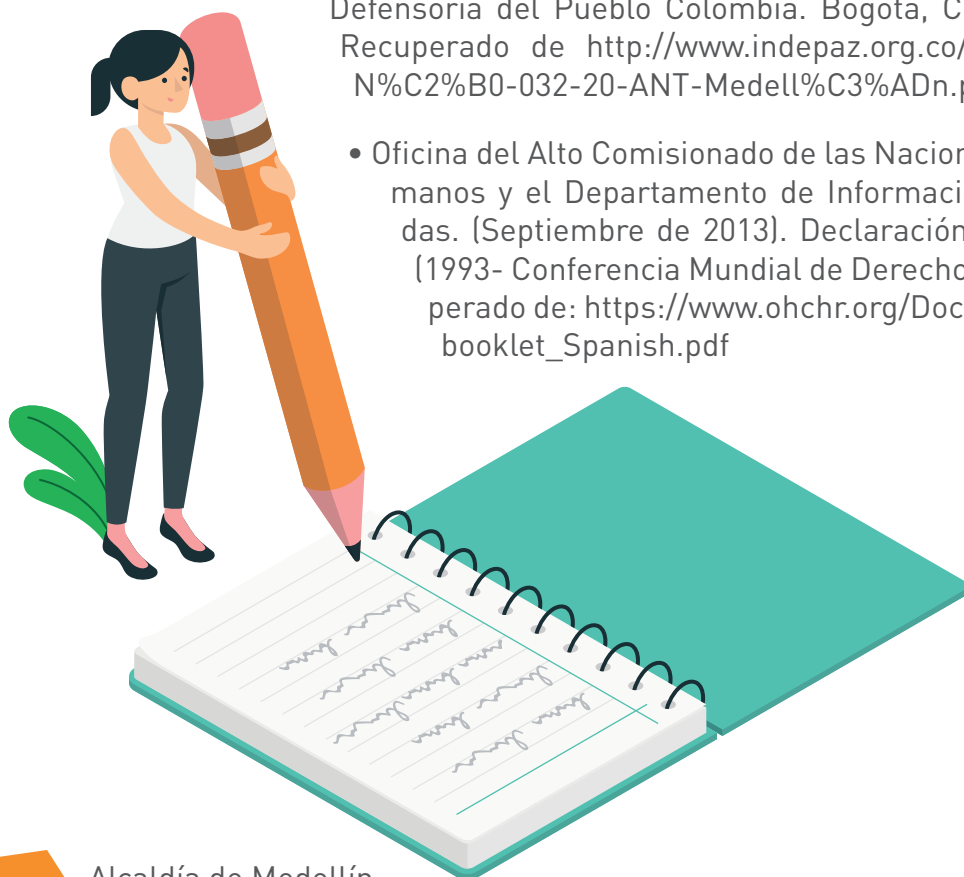 Defensoría del Pueblo Colombia. Bogotá, C
Recuperado de http://www.indepaz.org.co/
N%C2%B0-032-20-ANT-Medell%C3%ADn.p
• Oficina del Alto Comisionado de las Nacion
manos y el Departamento de Informaci
das. (Septiembre de 2013). Declaración
(1993- Conferencia Mundial de Derecho
perado de: https://www.ohchr.org/Doc
booklet_Spanish.pdf
Alcaldía de Medellín